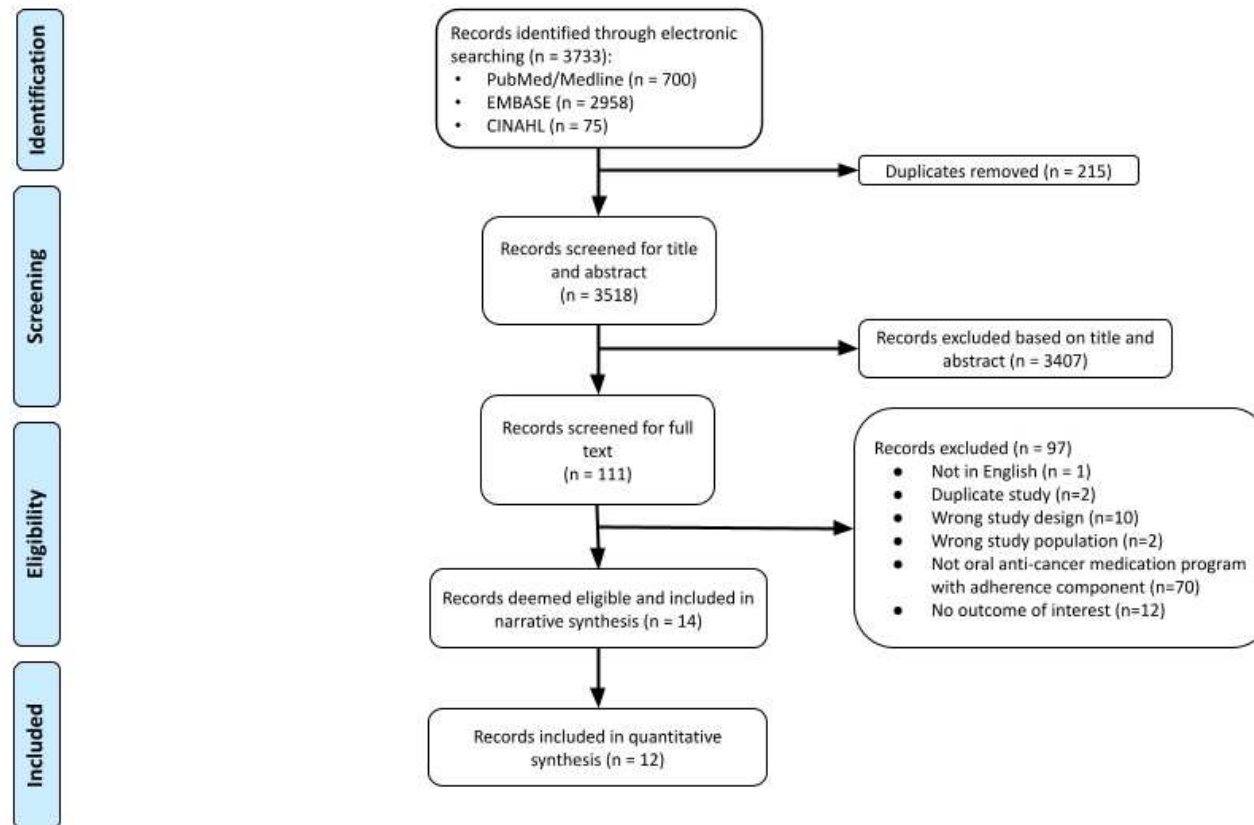 Identification
Records identified through electronic
searching (n = 3733):
• PubMed/Medline (n = 700)
• EMBASE (n = 2958)
• CINAHL (n = 75)
Duplicates removed (n = 215)
Screening
Records screened for title
and abstract
(n = 3518)
Records excluded based on title and
abstract (n = 3407)
Eligibility
Records screened for full
text
(n = 111)
Records excluded (n = 97)
● Not in English (n = 1)
● Duplicate study (n=2)
● Wrong study design (n=10)
● Wrong study population (n=2)
● Not oral anti-cancer medication program
with adherence component (n=70)
● No outcome of interest (n=12)
Records deemed eligible and included in
narrative synthesis (n = 14)
Included
Records included in quantitative
synthesis (n = 12)